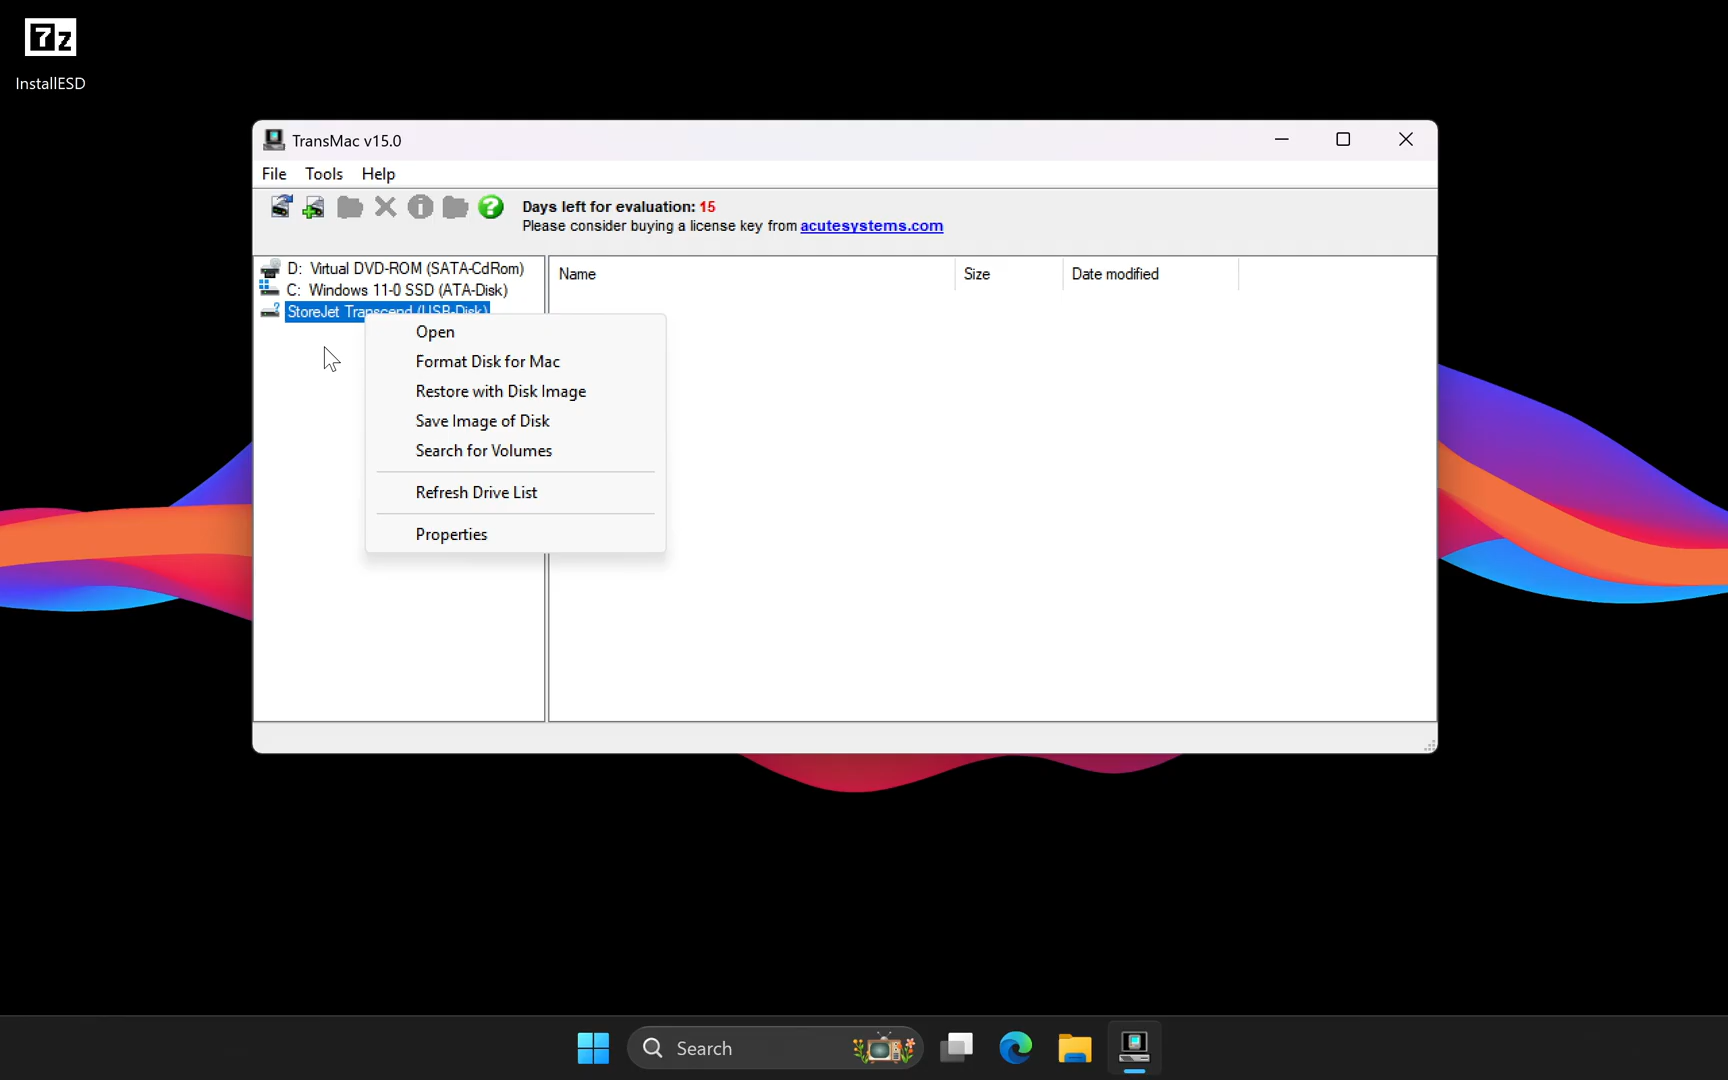 7z
InstallESD
TransMac v15.0
File Tools Help
Days left for evaluation: 15
Please consider buying a license key from acutesystems.com
D: Virtual DVD-ROM (SATA-CdRom)
C: Windows 11-0 SSD (ATA-Disk)
StoreJet Transcend (USB-Disk)
Name Size Date modified
Open
Format Disk for Mac
Restore with Disk Image
Save Image of Disk
Search for Volumes
Refresh Drive List
Properties
Search